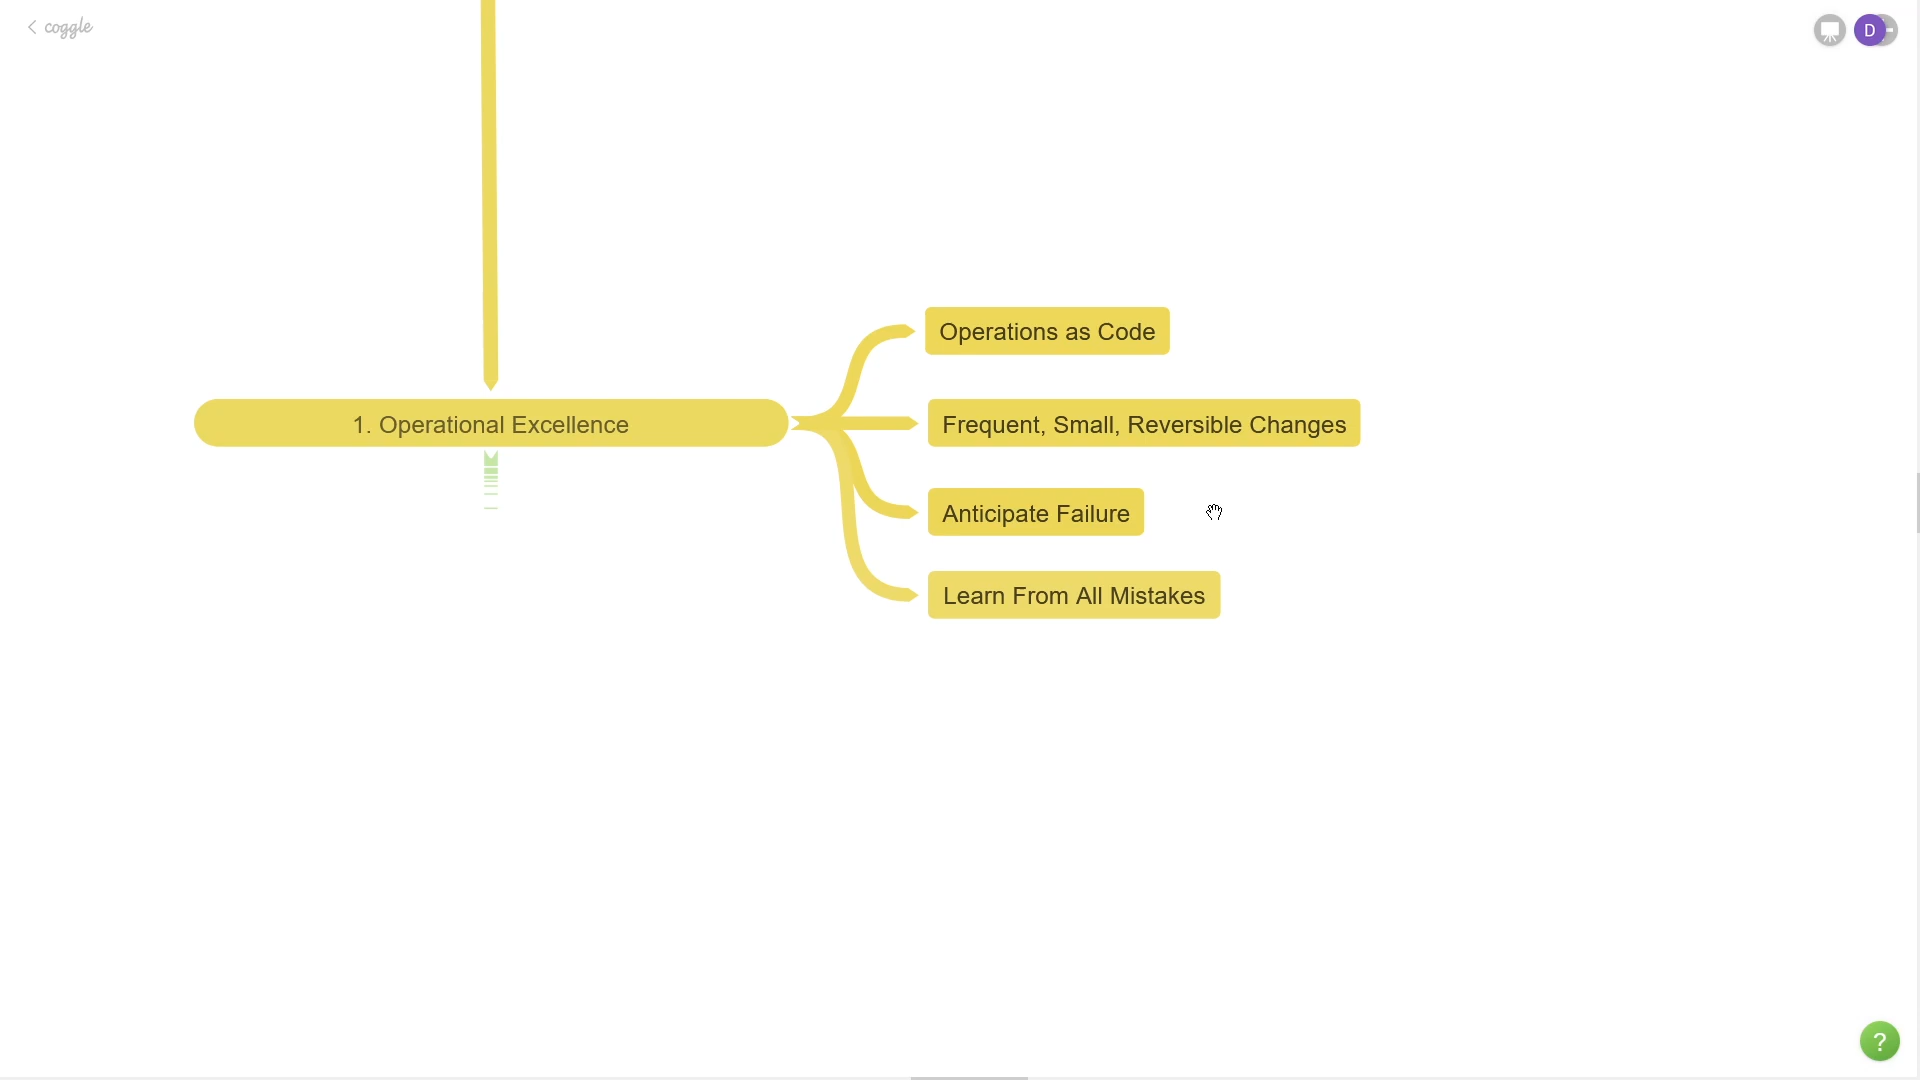 coggle
D
Operations as Code
1. Operational Excellence
Frequent, Small, Reversible Changes
Anticipate Failure
Learn From All Mistakes
?